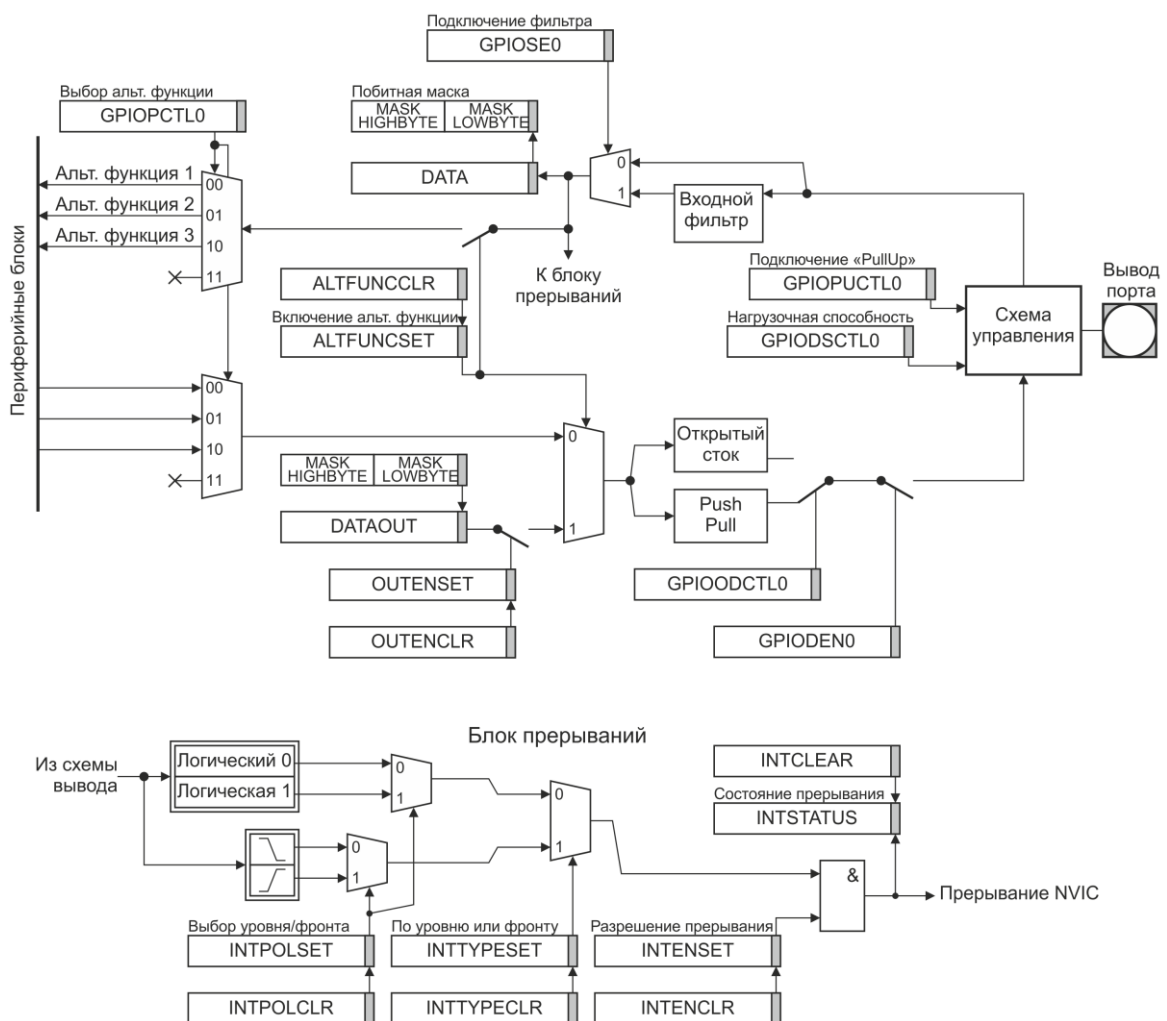 Подключение фильтра
GPIOSE0
Выбор альт. функции
GPIOPCTL0
Побитная маска
MASK HIGHBYTE
MASK LOWBYTE
DATA
0
1
Входной фильтр
Альт. функция 1
00
Альт. функция 2
01
Альт. функция 3
10
11
Периферийные блоки
К блоку прерываний
ALTFUNCCLR
Включение альт. функции
ALTFUNCSET
Подключение «PullUp»
GPIOPUCTL0
Нагрузочная способность
GPIODSCTL0
Схема управления
Вывод порта
00
01
10
11
0
1
MASK HIGHBYTE
MASK LOWBYTE
DATAOUT
Открытый сток
Push Pull
OUTENSET
OUTENCLR
GPIOODCTL0
GPIODEN0
Блок прерываний
Из схемы вывода
Логический 0
Логическая 1
0
1
0
1
0
1
INTCLEAR
Состояние прерывания
INTSTATUS
&
Прерывание NVIC
Выбор уровня/фронта
INTPOLSET
По уровню или фронту
INTTYPESET
Разрешение прерывания
INTENSET
INTPOLCLR
INTTYPECLR
INTENCLR